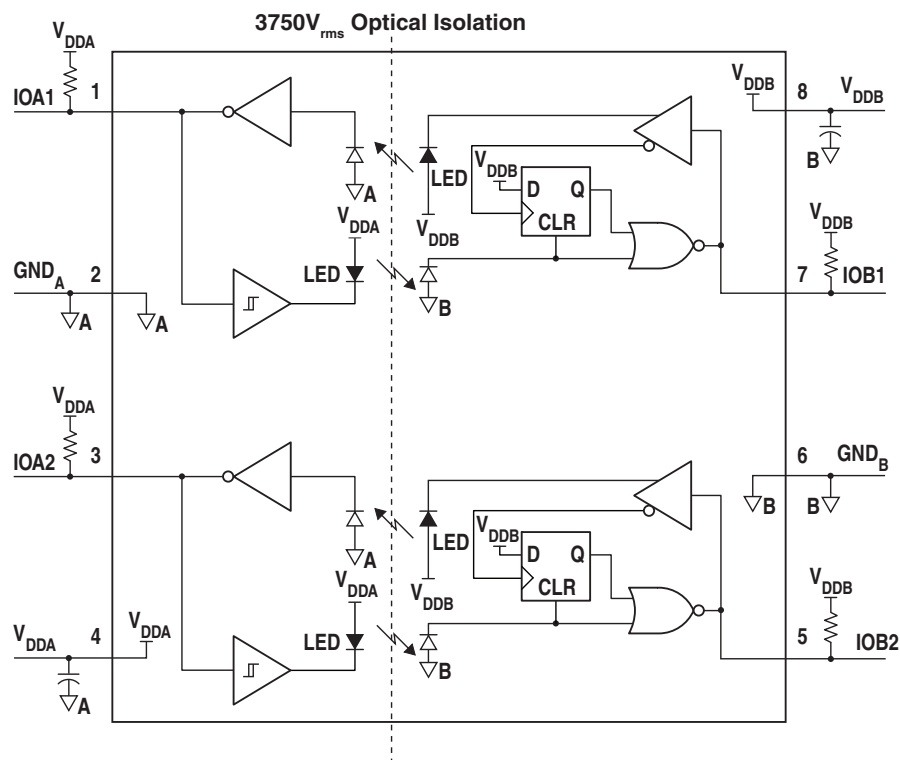 3750Vrms Optical Isolation
VDDA
IOA1
1
VDDB
8
VDDB
B
A
LED
VDDB
VDDB
D
Q
CLR
VDDA
LED
B
VDDB
7
IOB1
GNDA
2
A
A
VDDA
IOA2
3
6
GNDB
B
B
A
LED
VDDB
VDDB
D
Q
CLR
VDDA
LED
B
VDDB
5
IOB2
VDDA
4
VDDA
A